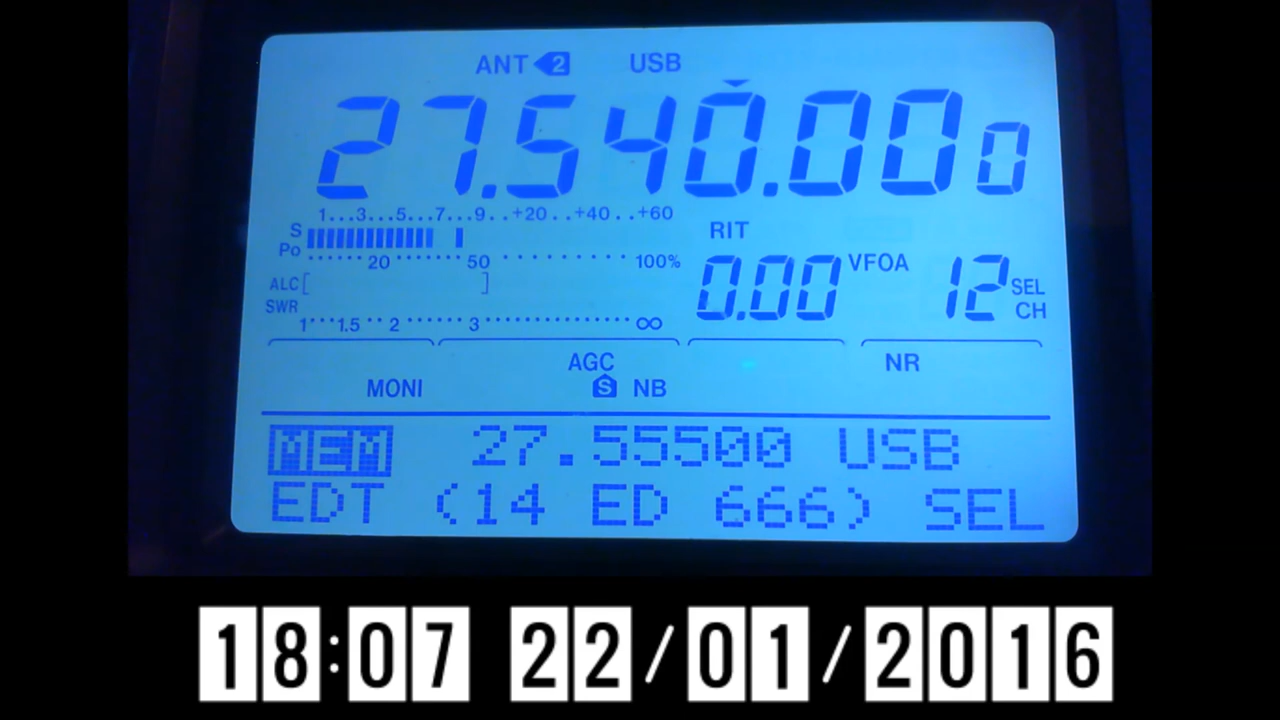 ANT 2 USB
27.540.000
1...3...5...7...9..+20..+40..+60
S
Po
20 50 100%
RIT
0.00 VFOA 12 SEL CH
ALC [ ]
SWR
1 1.5 2 3 ∞
AGC NR
MONI S NB
MEM 27.55500 USB
EDT (14 ED 666) SEL
18:07 22/01/2016